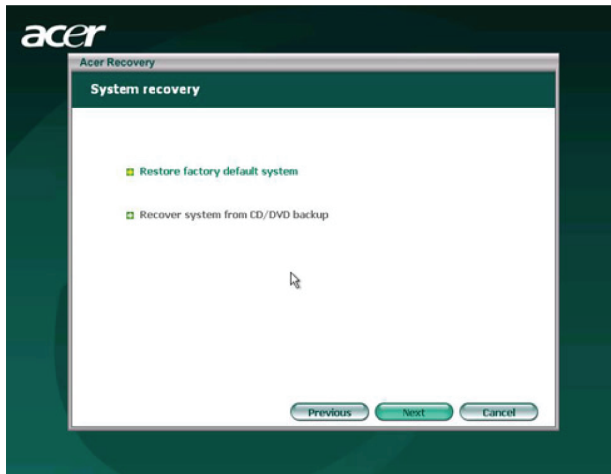 acer
Acer Recovery
System recovery
Restore factory default system
Recover system from CD/DVD backup
Previous Next Cancel